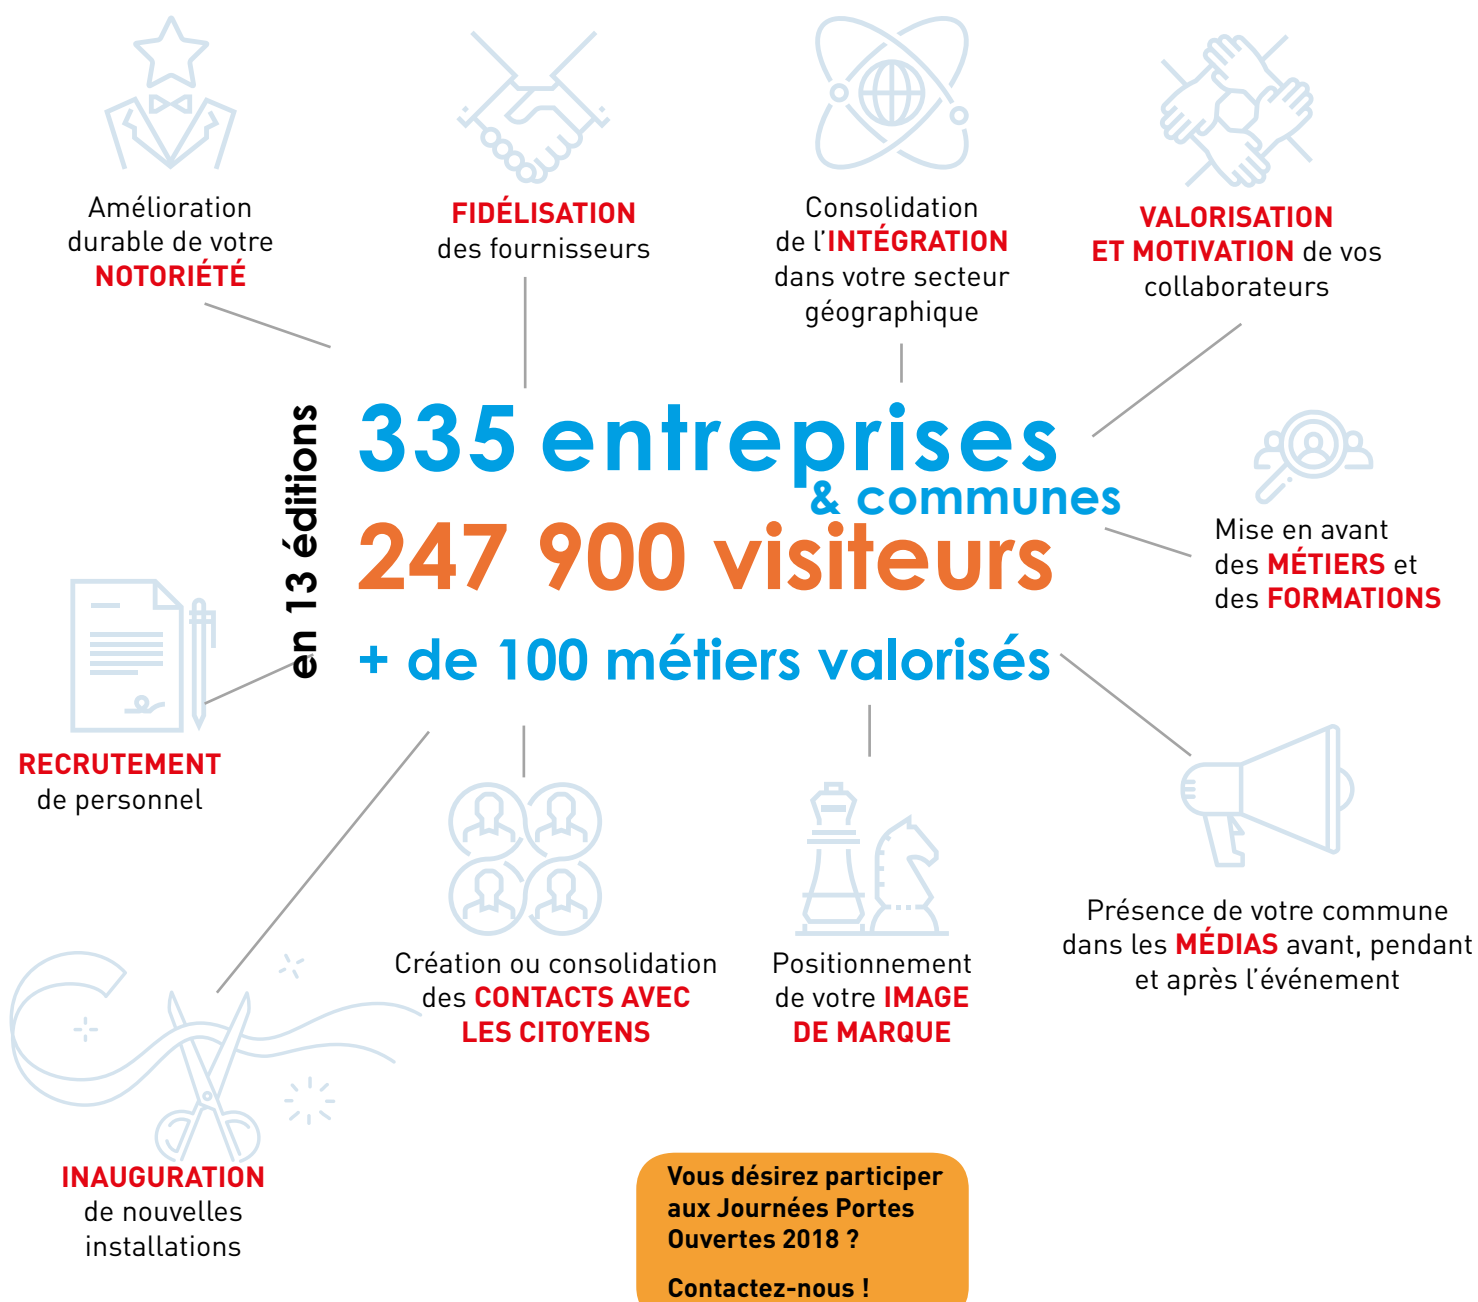 Amélioration
durable de votre
NOTORIÉTÉ
FIDÉLISATION
des fournisseurs
Consolidation
de l'INTÉGRATION
dans votre secteur
géographique
VALORISATION
ET MOTIVATION de vos
collaborateurs
en 13 éditions
335 entreprises
& communes
247 900 visiteurs
+ de 100 métiers valorisés
Mise en avant
des MÉTIERS et
des FORMATIONS
RECRUTEMENT
de personnel
Création ou consolidation
des CONTACTS AVEC
LES CITOYENS
Positionnement
de votre IMAGE
DE MARQUE
Présence de votre commune
dans les MÉDIAS avant, pendant
et après l'événement
INAUGURATION
de nouvelles
installations
Vous désirez participer
aux Journées Portes
Ouvertes 2018 ?
Contactez-nous !